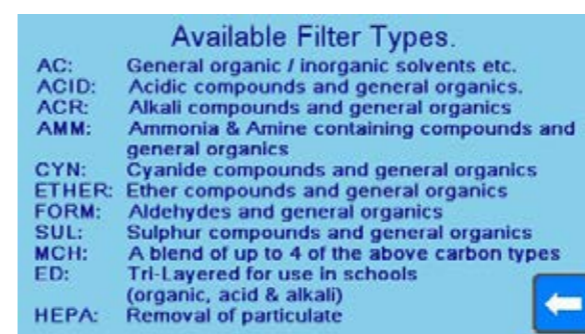 Available Filter Types.
AC: General organic / inorganic solvents etc.
ACID: Acidic compounds and general organics.
ACR: Alkali compounds and general organics
AMM: Ammonia & Amine containing compounds and
general organics
CYN: Cyanide compounds and general organics
ETHER: Ether compounds and general organics
FORM: Aldehydes and general organics
SUL: Sulphur compounds and general organics
MCH: A blend of up to 4 of the above carbon types
ED: Tri-Layered for use in schools
(organic, acid & alkali)
HEPA: Removal of particulate